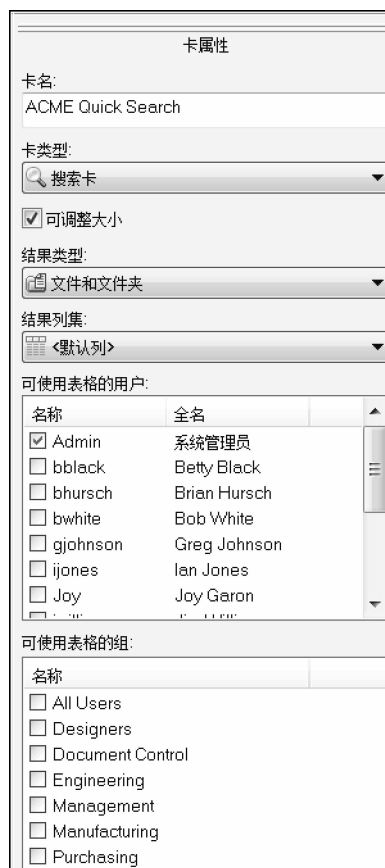 卡属性
卡名:
ACME Quick Search
卡类型:
搜索卡
可调整大小
结果类型:
文件和文件夹
结果列集:
<默认列>
可使用表格的用户:
名称 全名
Admin 系统管理员
bblack Betty Black
bhursch Brian Hursch
bwhite Bob White
gjohnson Greg Johnson
ijones Ian Jones
Joy Joy Garon
可使用表格的组:
名称
All Users
Designers
Document Control
Engineering
Management
Manufacturing
Purchasing